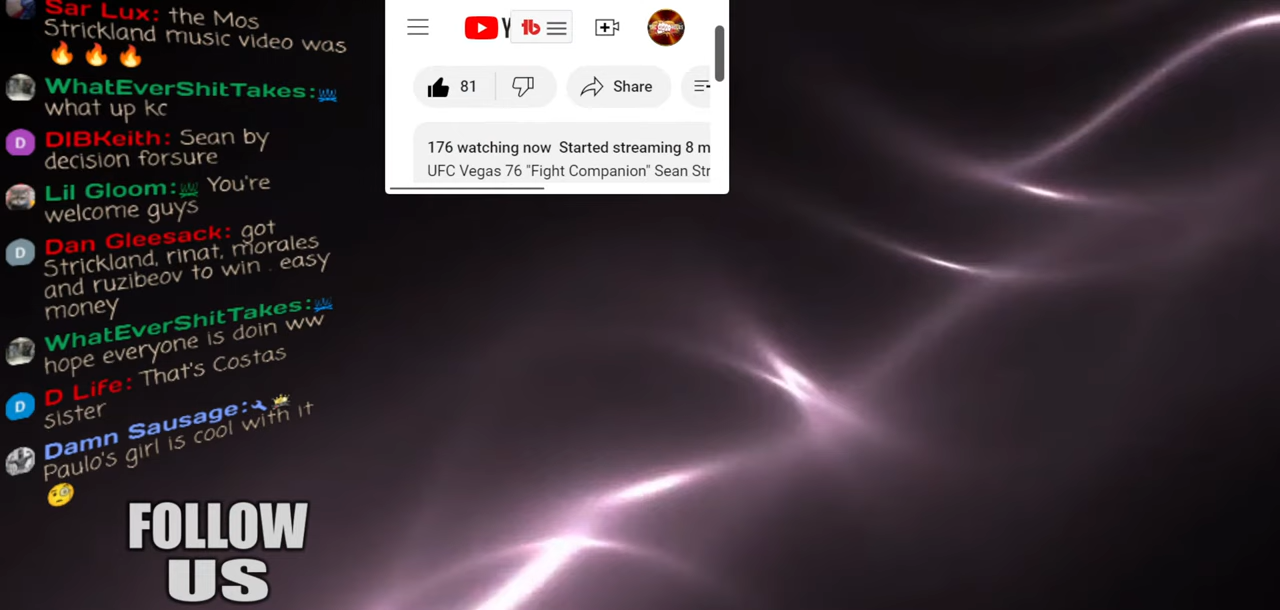 Sar Lux: the Mos
Strickland music video was
🔥 🔥 🔥
WhatEverShitTakes:
what up kc
D DIBKeith: Sean by
decision forsure
Lil Gloom: You're
welcome guys
D Dan Gleesack: got
Strickland, rinat, morales
and ruzibeov to win . easy
money
WhatEverShitTakes:
hope everyone is doin ww
D D Life: That's Costas
sister
Damn Sausage:
Paulo's girl is cool with it
🧐
FOLLOW
US
Y tb
81 Share
176 watching now Started streaming 8 m
UFC Vegas 76 "Fight Companion" Sean Str